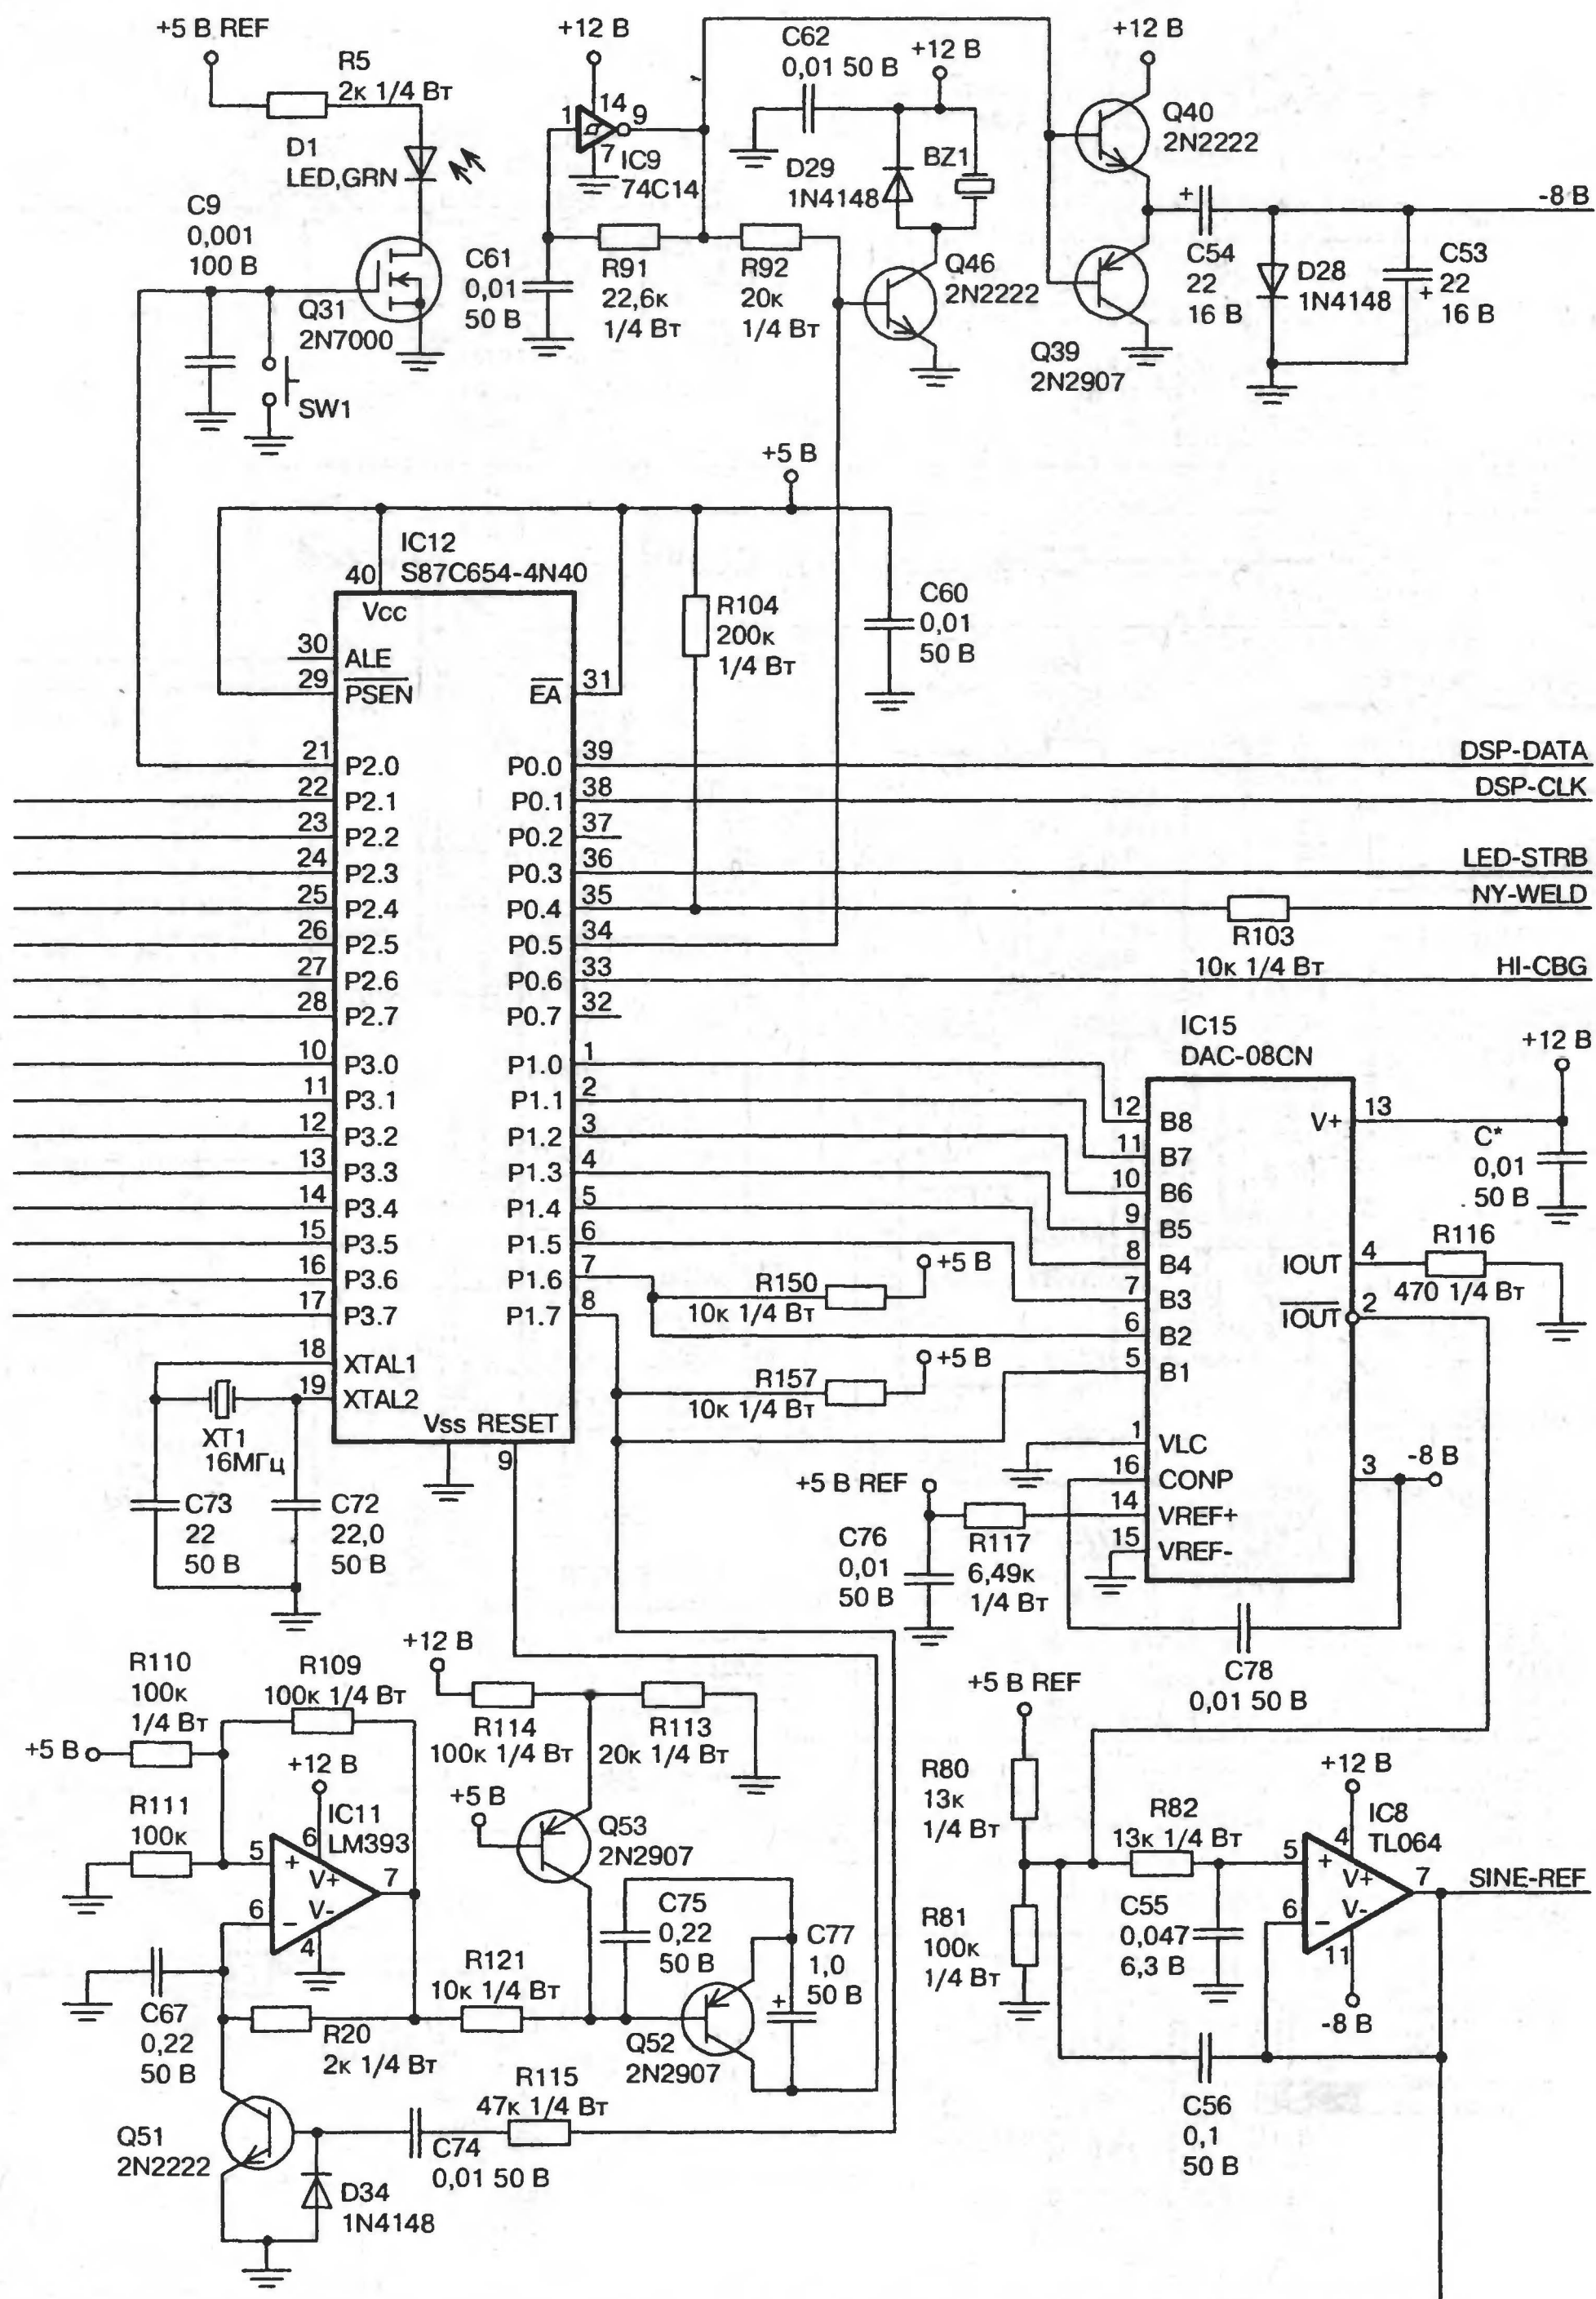 +5 В REF
R5
2к 1/4 Вт
D1
LED,GRN
C9
0,001
100 В
Q31
2N7000
SW1
+12 В
1
14
9
7
IC9
74C14
C61
0,01
50 В
R91
22,6к
1/4 Вт
R92
20к
1/4 Вт
C62
0,01 50 В
+12 В
D29
1N4148
BZ1
Q46
2N2222
+12 В
Q40
2N2222
Q39
2N2907
+
C54
22
16 В
D28
1N4148
C53
22
+
16 В
-8 В
+5 В
IC12
S87C654-4N40
40
Vcc
30
ALE
29
PSEN
EA
31
R104
200к
1/4 Вт
C60
0,01
50 В
21
P2.0
P0.0
39
DSP-DATA
22
P2.1
P0.1
38
DSP-CLK
23
P2.2
P0.2
37
24
P2.3
P0.3
36
LED-STRB
25
P2.4
P0.4
35
NY-WELD
26
P2.5
P0.5
34
R103
10к 1/4 Вт
27
P2.6
P0.6
33
HI-CBG
28
P2.7
P0.7
32
10
P3.0
P1.0
1
11
P3.1
P1.1
2
12
P3.2
P1.2
3
13
P3.3
P1.3
4
14
P3.4
P1.4
5
15
P3.5
P1.5
6
16
P3.6
P1.6
7
17
P3.7
P1.7
8
18
XTAL1
19
XTAL2
Vss RESET
9
XT1
16МГц
C73
22
50 В
C72
22,0
50 В
R150
10к 1/4 Вт
+5 В
R157
10к 1/4 Вт
+5 В
IC15
DAC-08CN
12
B8
11
B7
10
B6
9
B5
8
B4
7
B3
6
B2
5
B1
1
VLC
16
CONP
14
VREF+
15
VREF-
V+
13
+12 В
C*
0,01
50 В
IOUT
4
R116
470 1/4 Вт
IOUT
2
3
-8 В
+5 В REF
C76
0,01
50 В
R117
6,49к
1/4 Вт
C78
0,01 50 В
R110
100к
1/4 Вт
R109
100к 1/4 Вт
+5 В
R111
100к
+12 В
IC11
LM393
5
+
6
V+
7
6
−
V-
4
C67
0,22
50 В
R20
2к 1/4 Вт
Q51
2N2222
D34
1N4148
C74
0,01 50 В
R115
47к 1/4 Вт
R121
10к 1/4 Вт
+12 В
R114
100к 1/4 Вт
R113
20к 1/4 Вт
+5 В
Q53
2N2907
C75
0,22
50 В
C77
1,0
50 В
+
Q52
2N2907
+5 В REF
R80
13к
1/4 Вт
R81
100к
1/4 Вт
R82
13к 1/4 Вт
C55
0,047
6,3 В
+12 В
IC8
TL064
5
+
4
V+
7
SINE-REF
6
−
V-
11
-8 В
C56
0,1
50 В